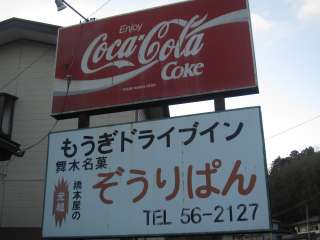 Enjoy
Coca-Cola
Coke
もうぎドライブイン
舞木名菓
橋本屋の
ぞうりぱん
TEL 56-2127